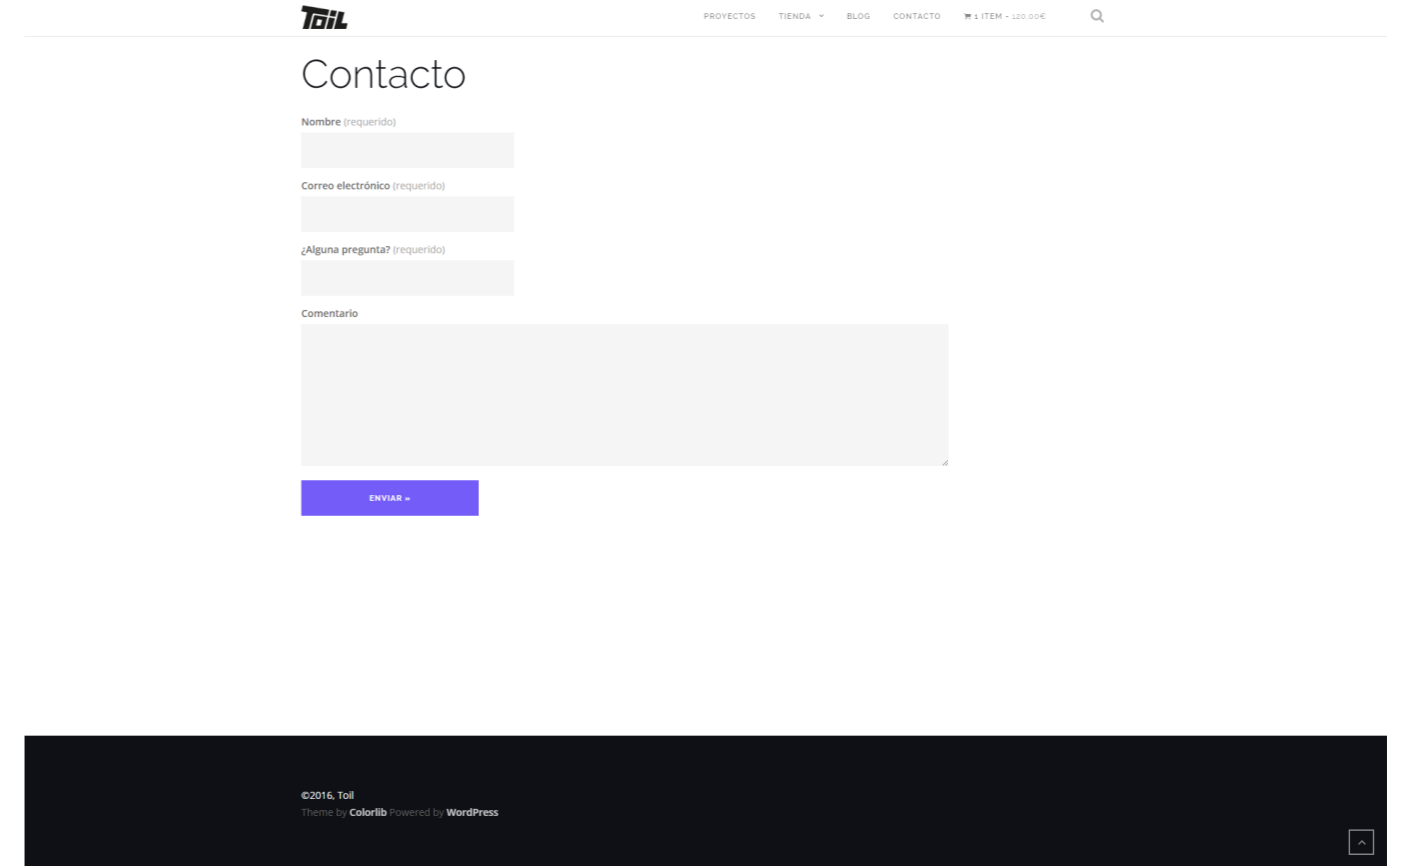 Toil
PROYECTOS TIENDA BLOG CONTACTO 1 ITEM - 120,00€
Contacto
Nombre (requerido)
Correo electrónico (requerido)
¿Alguna pregunta? (requerido)
Comentario
ENVIAR »
©2016, Toil
Theme by Colorlib Powered by WordPress